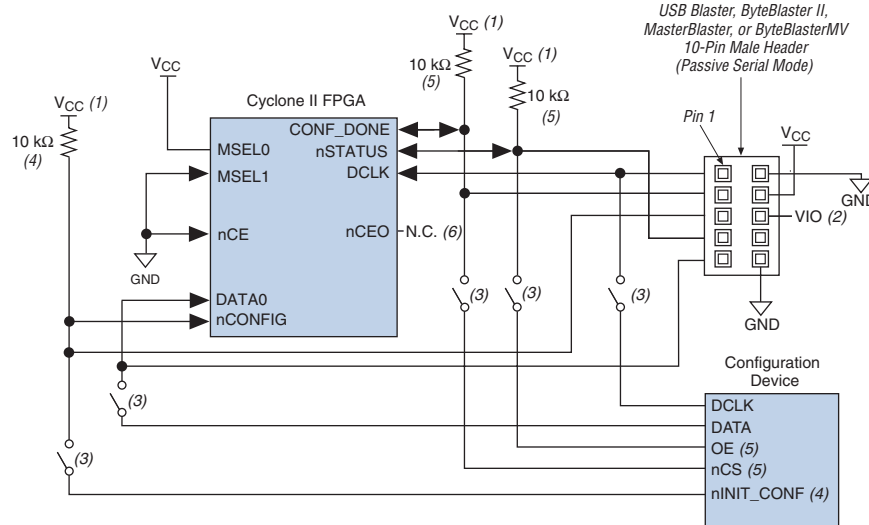 USB Blaster, ByteBlaster II,
MasterBlaster, or ByteBlasterMV
10-Pin Male Header
(Passive Serial Mode)
VCC (1)
VCC (1)
10 kΩ
(5)
10 kΩ
(5)
VCC
VCC (1)
10 kΩ
(4)
Cyclone II FPGA
CONF_DONE
nSTATUS
DCLK
MSEL0
MSEL1
nCE
nCEO
N.C. (6)
DATA0
nCONFIG
GND
Pin 1
VCC
GND
VIO (2)
GND
(3)
(3)
(3)
(3)
(3)
Configuration
Device
DCLK
DATA
OE (5)
nCS (5)
nINIT_CONF (4)